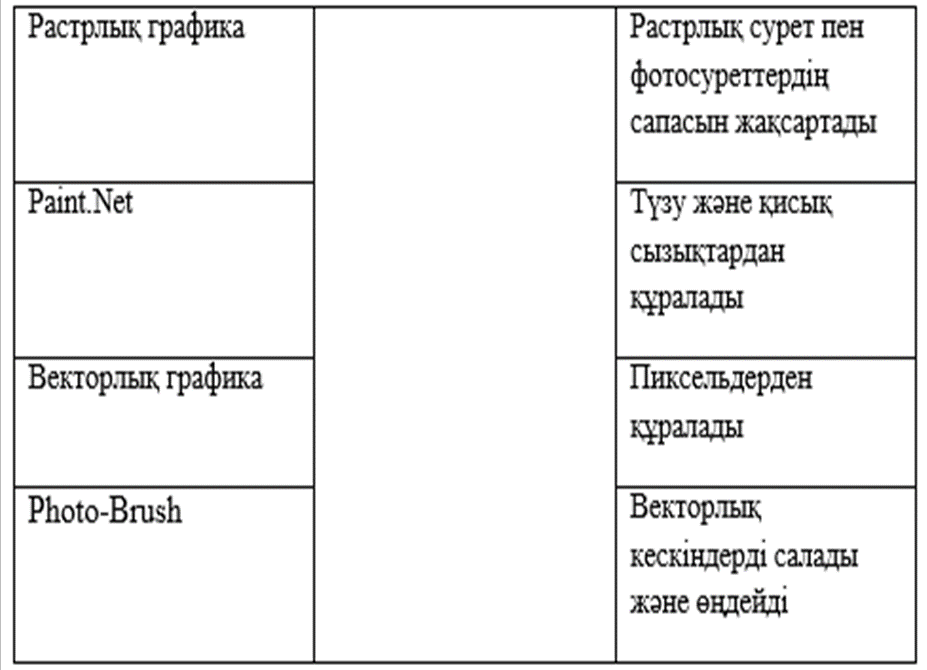 Растрлық графика
Растрлық сурет пен
фотосуреттердің
сапасын жақсартады
Paint.Net
Түзу және қисық
сызықтардан
құралады
Векторлық графика
Пиксельдерден
құралады
Photo-Brush
Векторлық
кескіндерді салады
және өңдейді